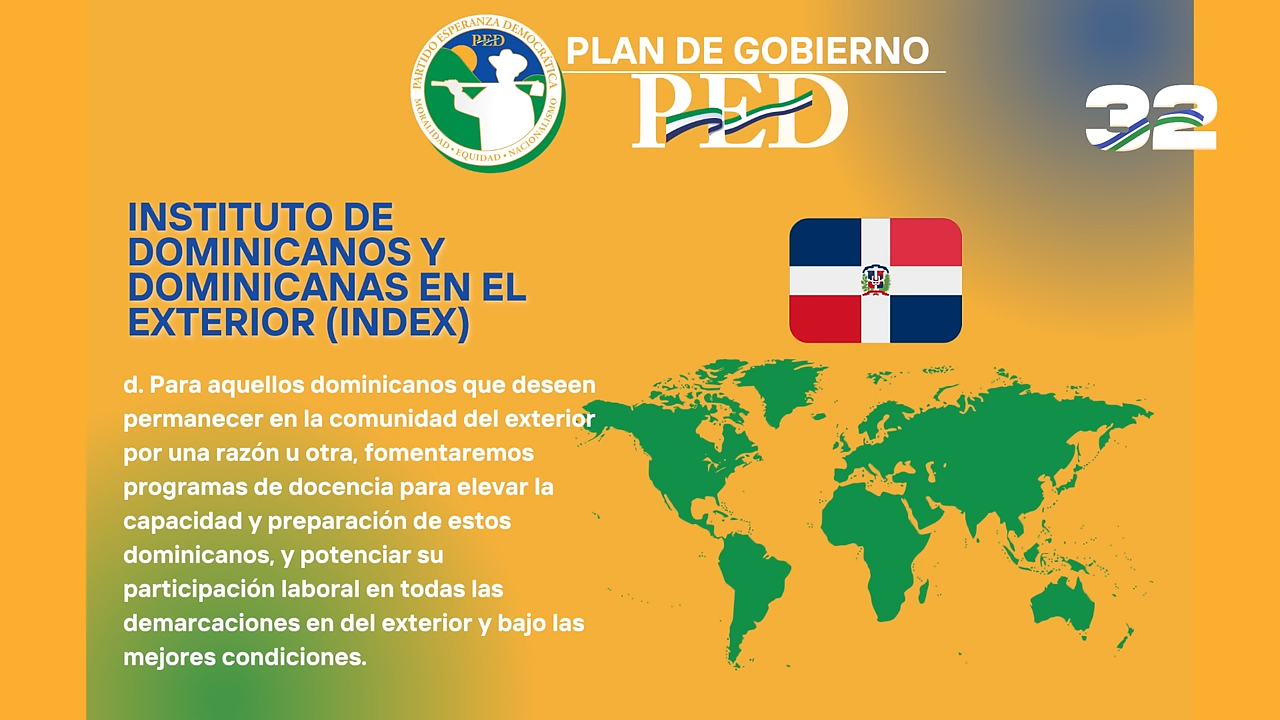 PARTIDO ESPERANZA DEMOCRÁTICA
PED
MORALIDAD • EQUIDAD • NACIONALISMO
PLAN DE GOBIERNO
PED
32
INSTITUTO DE
DOMINICANOS Y
DOMINICANAS EN EL
EXTERIOR (INDEX)
d. Para aquellos dominicanos que deseen
permanecer en la comunidad del exterior
por una razón u otra, fomentaremos
programas de docencia para elevar la
capacidad y preparación de estos
dominicanos, y potenciar su
participación laboral en todas las
demarcaciones en del exterior y bajo las
mejores condiciones.